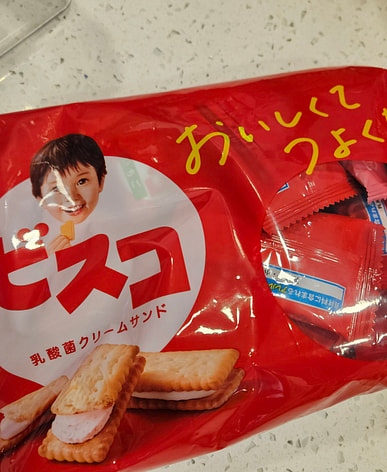 おいしくて
つよく
ビスコ
乳酸菌クリームサンド